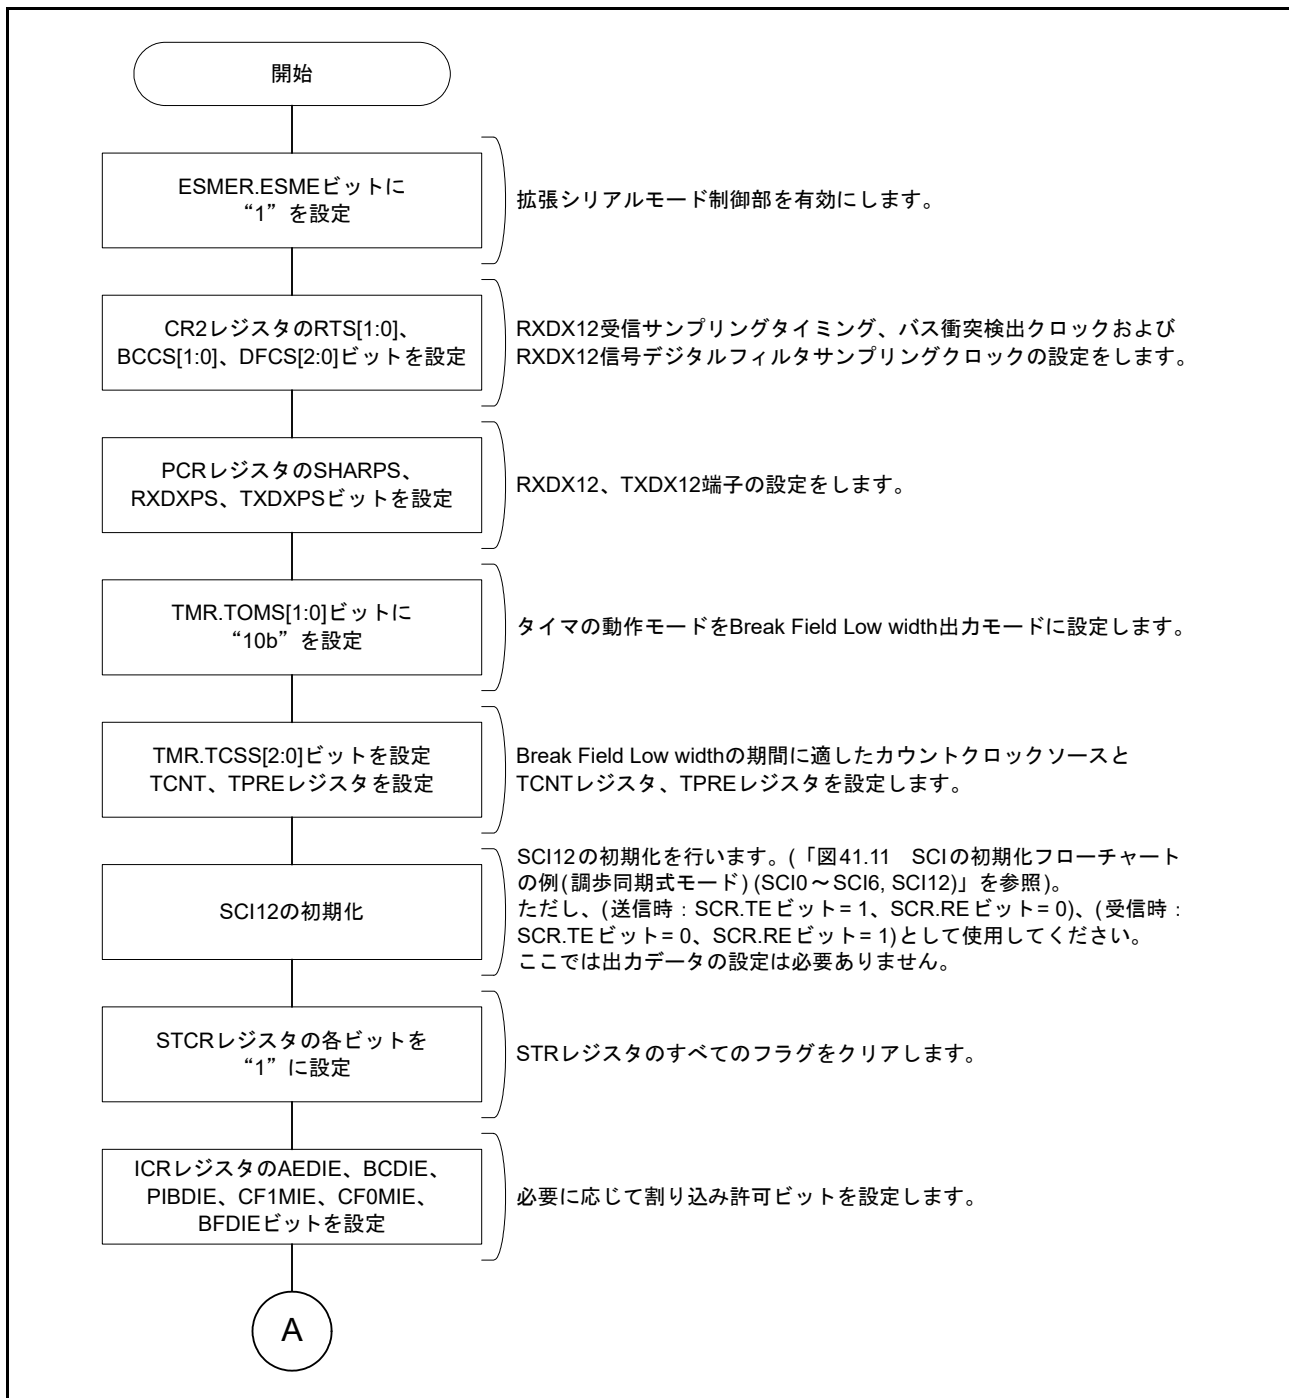 開始
ESMER.ESMEビットに
“1”を設定
拡張シリアルモード制御部を有効にします。
CR2レジスタのRTS[1:0]、
BCCS[1:0]、DFCS[2:0]ビットを設定
RXDX12受信サンプリングタイミング、バス衝突検出クロックおよび
RXDX12信号デジタルフィルタサンプリングクロックの設定をします。
PCRレジスタのSHARPS、
RXDXPS、TXDXPSビットを設定
RXDX12、TXDX12端子の設定をします。
TMR.TOMS[1:0]ビットに
“10b”を設定
タイマの動作モードをBreak Field Low width出力モードに設定します。
TMR.TCSS[2:0]ビットを設定
TCNT、TPREレジスタを設定
Break Field Low widthの期間に適したカウントクロックソースと
TCNTレジスタ、TPREレジスタを設定します。
SCI12の初期化
SCI12の初期化を行います。(「図41.11 SCIの初期化フローチャート
の例(調歩同期式モード) (SCI0～SCI6, SCI12)」を参照)。
ただし、(送信時：SCR.TEビット= 1、SCR.REビット= 0)、(受信時：
SCR.TEビット= 0、SCR.REビット= 1)として使用してください。
ここでは出力データの設定は必要ありません。
STCRレジスタの各ビットを
“1”に設定
STRレジスタのすべてのフラグをクリアします。
ICRレジスタのAEDIE、BCDIE、
PIBDIE、CF1MIE、CF0MIE、
BFDIEビットを設定
必要に応じて割り込み許可ビットを設定します。
A